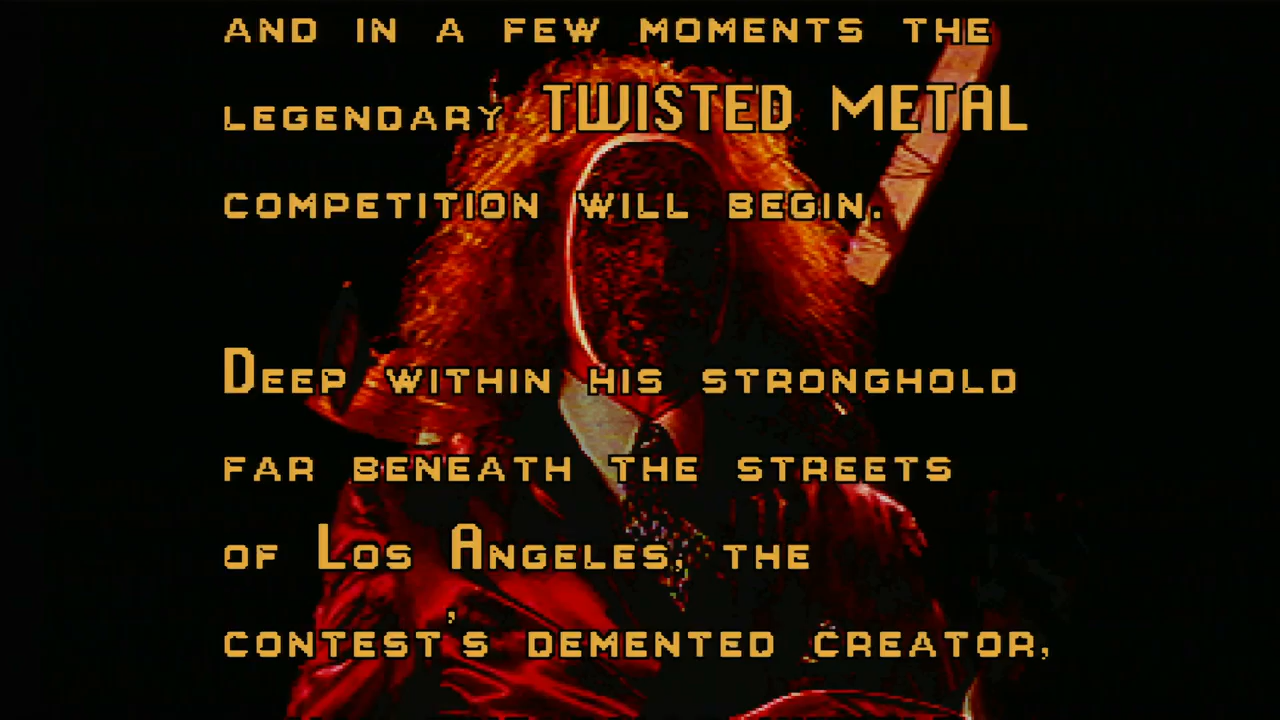 AND IN A FEW MOMENTS THE
LEGENDARY TWISTED METAL
COMPETITION WILL BEGIN.
DEEP WITHIN HIS STRONGHOLD
FAR BENEATH THE STREETS
OF LOS ANGELES, THE
CONTEST'S DEMENTED CREATOR,